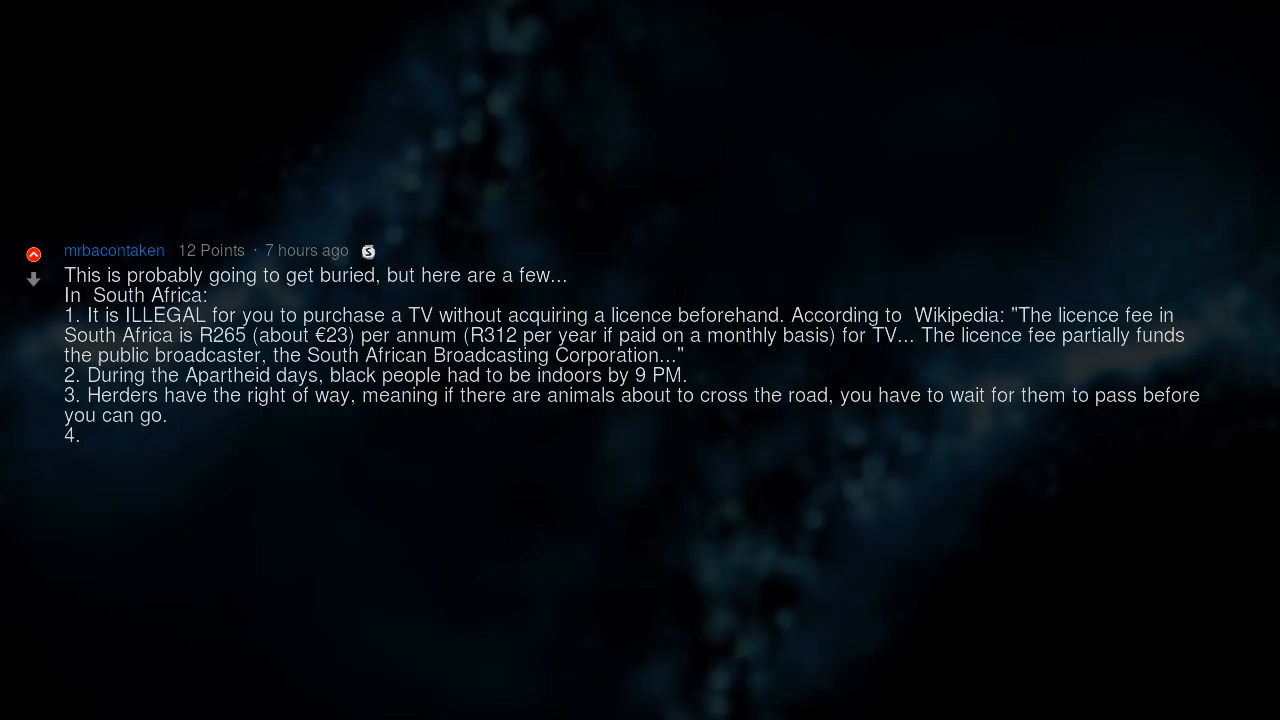 mrbacontaken 12 Points · 7 hours ago
This is probably going to get buried, but here are a few...
In South Africa:
1. It is ILLEGAL for you to purchase a TV without acquiring a licence beforehand. According to Wikipedia: "The licence fee in
South Africa is R265 (about €23) per annum (R312 per year if paid on a monthly basis) for TV... The licence fee partially funds
the public broadcaster, the South African Broadcasting Corporation..."
2. During the Apartheid days, black people had to be indoors by 9 PM.
3. Herders have the right of way, meaning if there are animals about to cross the road, you have to wait for them to pass before
you can go.
4.